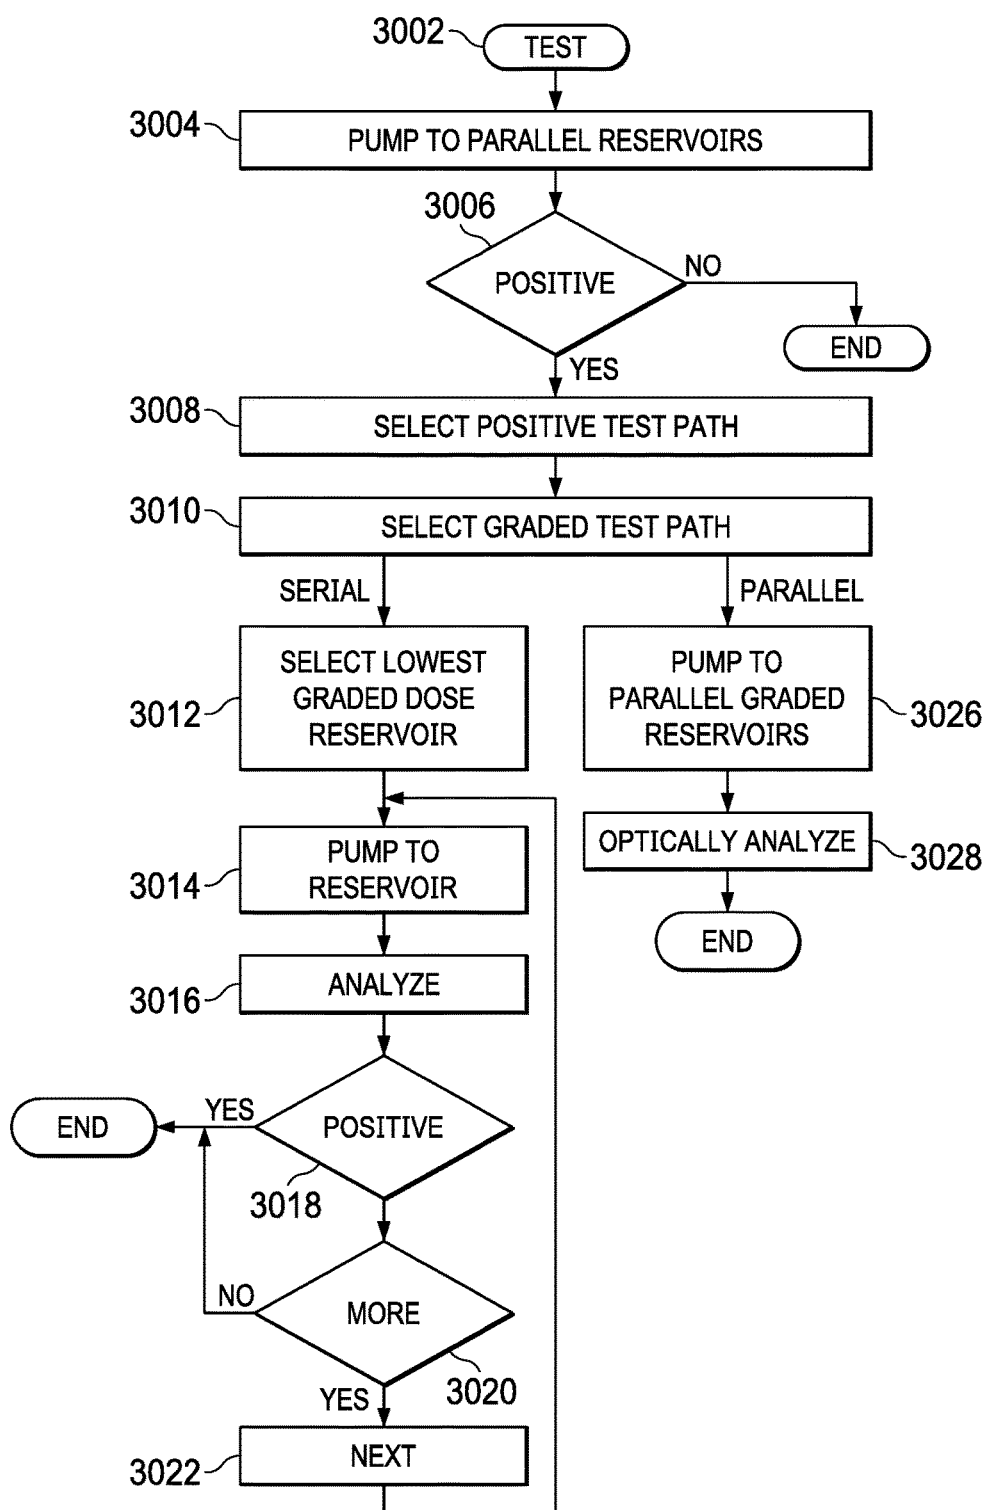 3002
TEST
3004
PUMP TO PARALLEL RESERVOIRS
3006
POSITIVE
NO
END
YES
3008
SELECT POSITIVE TEST PATH
3010
SELECT GRADED TEST PATH
SERIAL
PARALLEL
3012
SELECT LOWEST
GRADED DOSE
RESERVOIR
PUMP TO
PARALLEL GRADED
RESERVOIRS
3026
3014
PUMP TO
RESERVOIR
OPTICALLY ANALYZE
3028
END
3016
ANALYZE
END
YES
POSITIVE
3018
NO
MORE
3020
YES
3022
NEXT